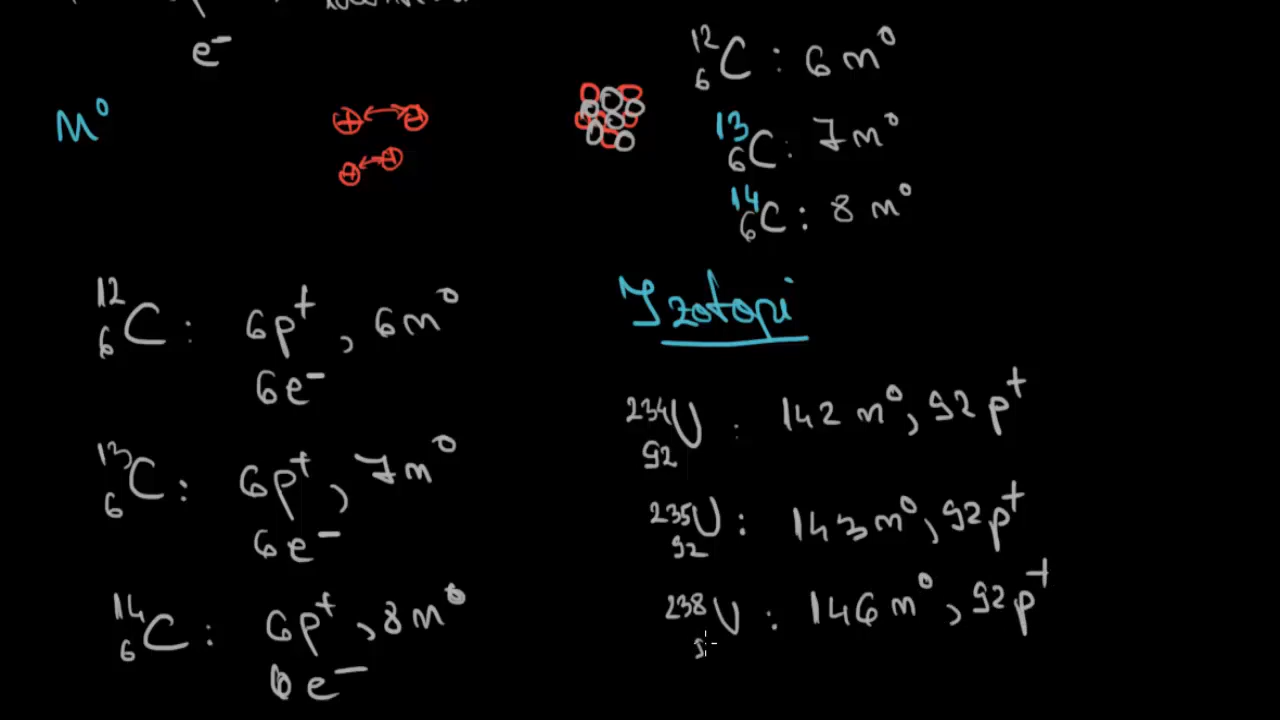 e⁻
n⁰
¹²₆C : 6 n⁰
¹³₆C : 7 n⁰
¹⁴₆C : 8 n⁰
¹²₆C : 6p⁺, 6n⁰
6e⁻
¹³₆C : 6p⁺, 7n⁰
6e⁻
¹⁴₆C : 6p⁺, 8n⁰
6e⁻
Izotopi
²³⁴₉₂U : 142 n⁰, 92 p⁺
²³⁵₉₂U : 143 n⁰, 92 p⁺
²³⁸₉U : 146 n⁰, 92 p⁺